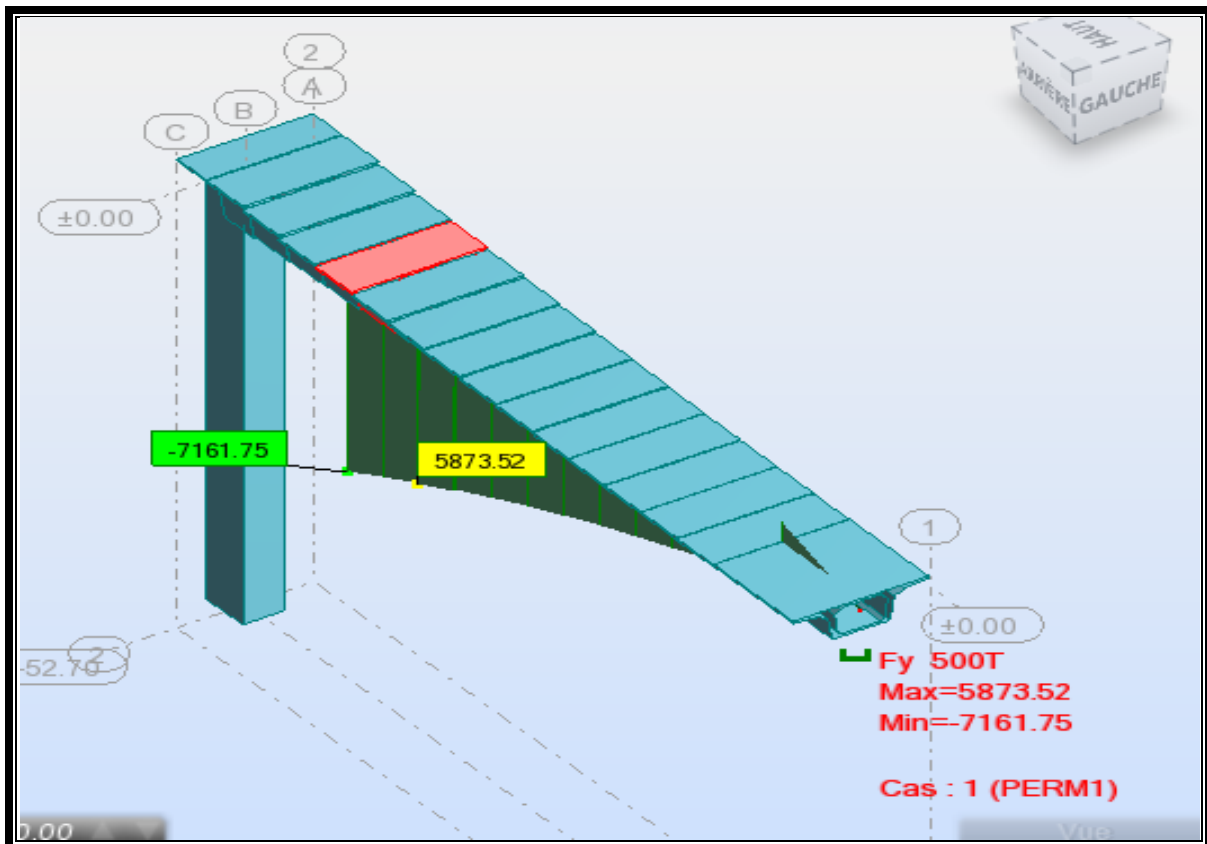 2
A
B
C
HAUT
GAUCHE
±0.00
-7161.75
5873.52
1
±0.00
2
-52.70
Fy 500T
Max=5873.52
Min=-7161.75
Cas : 1 (PERM1)
0.00
Vue